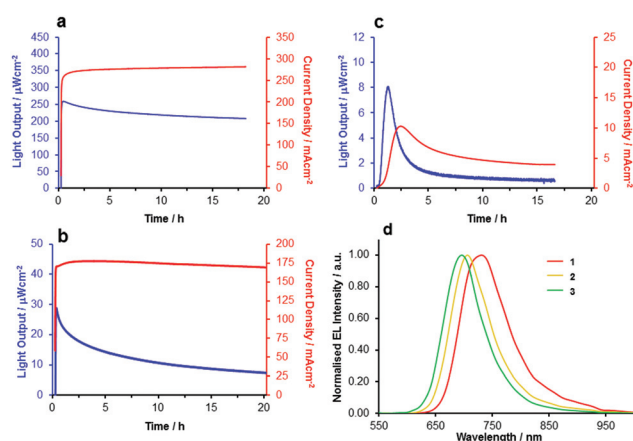 a
Light Output / µWcm-2
450
400
350
300
250
200
150
100
50
0
Current Density / mAcm-2
350
300
250
200
150
100
50
0
0 5 10 15 20
Time / h
c
Light Output / µWcm-2
12
10
8
6
4
2
0
Current Density / mAcm-2
25
20
15
10
5
0
0 5 10 15 20
Time / h
b
Light Output / µWcm-2
50
40
30
20
10
0
Current Density / mAcm-2
200
175
150
125
100
75
50
25
0
0 5 10 15 20
Time / h
d
Normalised EL Intensity / a.u.
1.00
0.80
0.60
0.40
0.20
0.00
1
2
3
550 650 750 850 950
Wavelength / nm